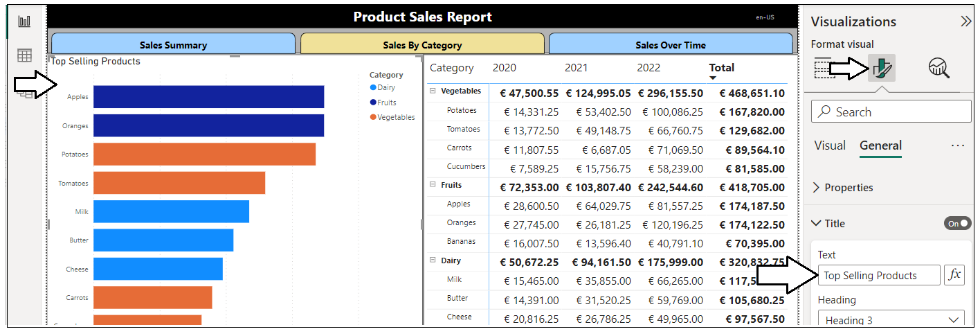 Product Sales Report
en-US
Sales Summary
Sales By Category
Sales Over Time
Top Selling Products
Category
Dairy
Fruits
Vegetables
Apples
Oranges
Potatoes
Tomatoes
Milk
Butter
Cheese
Carrots
Category 2020 2021 2022 Total
Vegetables € 47,500.55 € 124,995.05 € 296,155.50 € 468,651.10
Potatoes € 14,331.25 € 53,402.50 € 100,086.25 € 167,820.00
Tomatoes € 13,772.50 € 49,148.75 € 66,760.75 € 129,682.00
Carrots € 11,807.55 € 6,687.05 € 71,069.50 € 89,564.10
Cucumbers € 7,589.25 € 15,756.75 € 58,239.00 € 81,585.00
Fruits € 72,353.00 € 103,807.40 € 242,544.60 € 418,705.00
Apples € 28,600.50 € 64,029.75 € 81,557.25 € 174,187.50
Oranges € 27,745.00 € 26,181.25 € 120,196.25 € 174,122.50
Bananas € 16,007.50 € 13,596.40 € 40,791.10 € 70,395.00
Dairy € 50,672.25 € 94,161.50 € 175,999.00 € 320,832.75
Milk € 15,465.00 € 35,855.00 € 66,265.00
Butter € 14,391.00 € 31,520.25 € 59,769.00 € 105,680.25
Cheese € 20,816.25 € 26,786.25 € 49,965.00 € 97,567.50
Visualizations
Format visual
Search
Visual General
Properties
Title On
Text
Top Selling Products fx
Heading
Heading 3